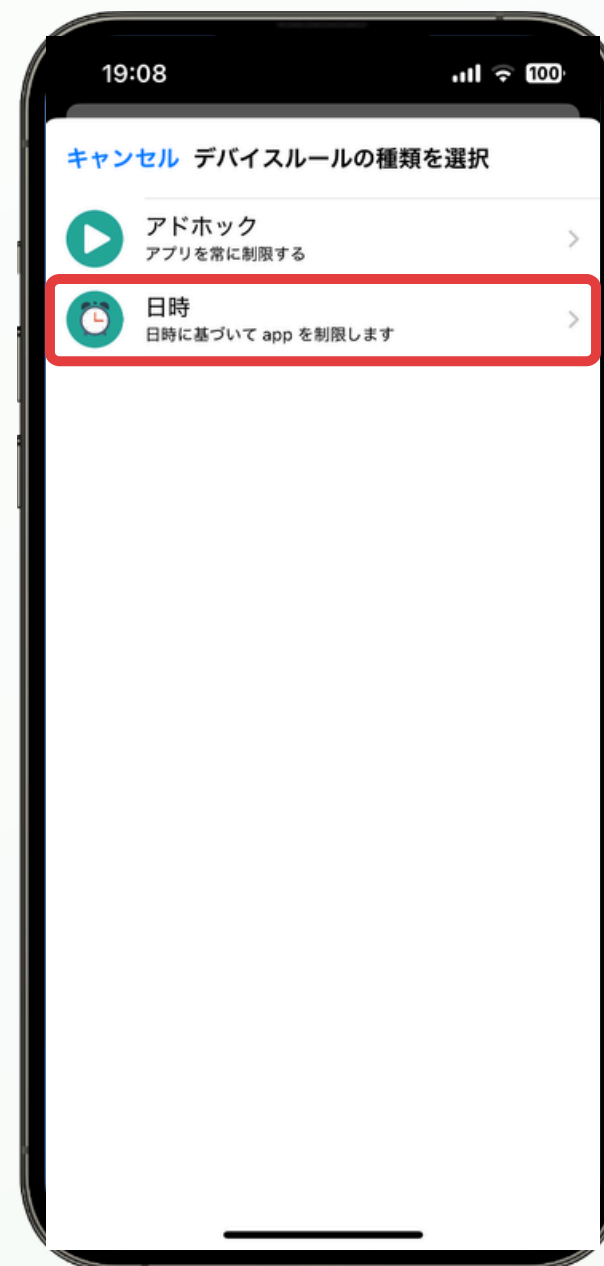 19:08 100
キャンセル デバイスルールの種類を選択
アドホック
アプリを常に制限する
日時
日時に基づいて app を制限します